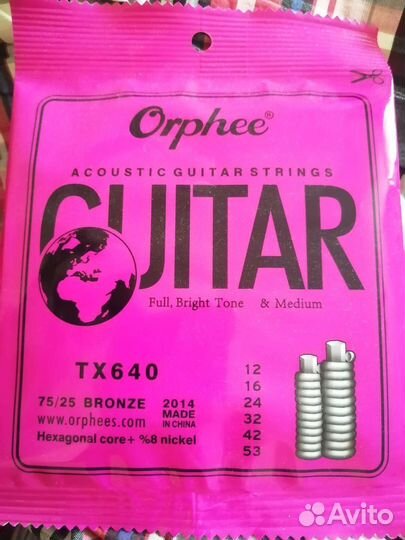 Orphee®
ACOUSTIC GUITAR STRINGS
GUITAR
Full, Bright Tone & Medium
TX640
75/25 BRONZE
www.orphees.com
2014
MADE
IN CHINA
Hexagonal core+ %8 nickel
12
16
24
32
42
53
Avito